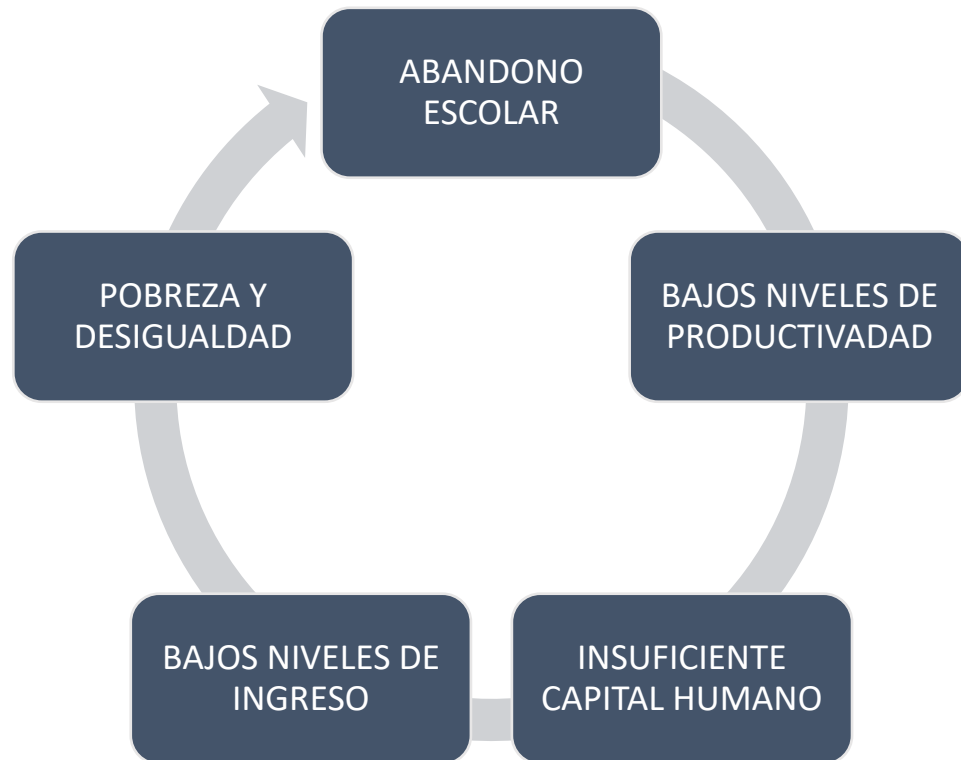 ABANDONO
ESCOLAR
BAJOS NIVELES DE
PRODUCTIVADAD
INSUFICIENTE
CAPITAL HUMANO
BAJOS NIVELES DE
INGRESO
POBREZA Y
DESIGUALDAD